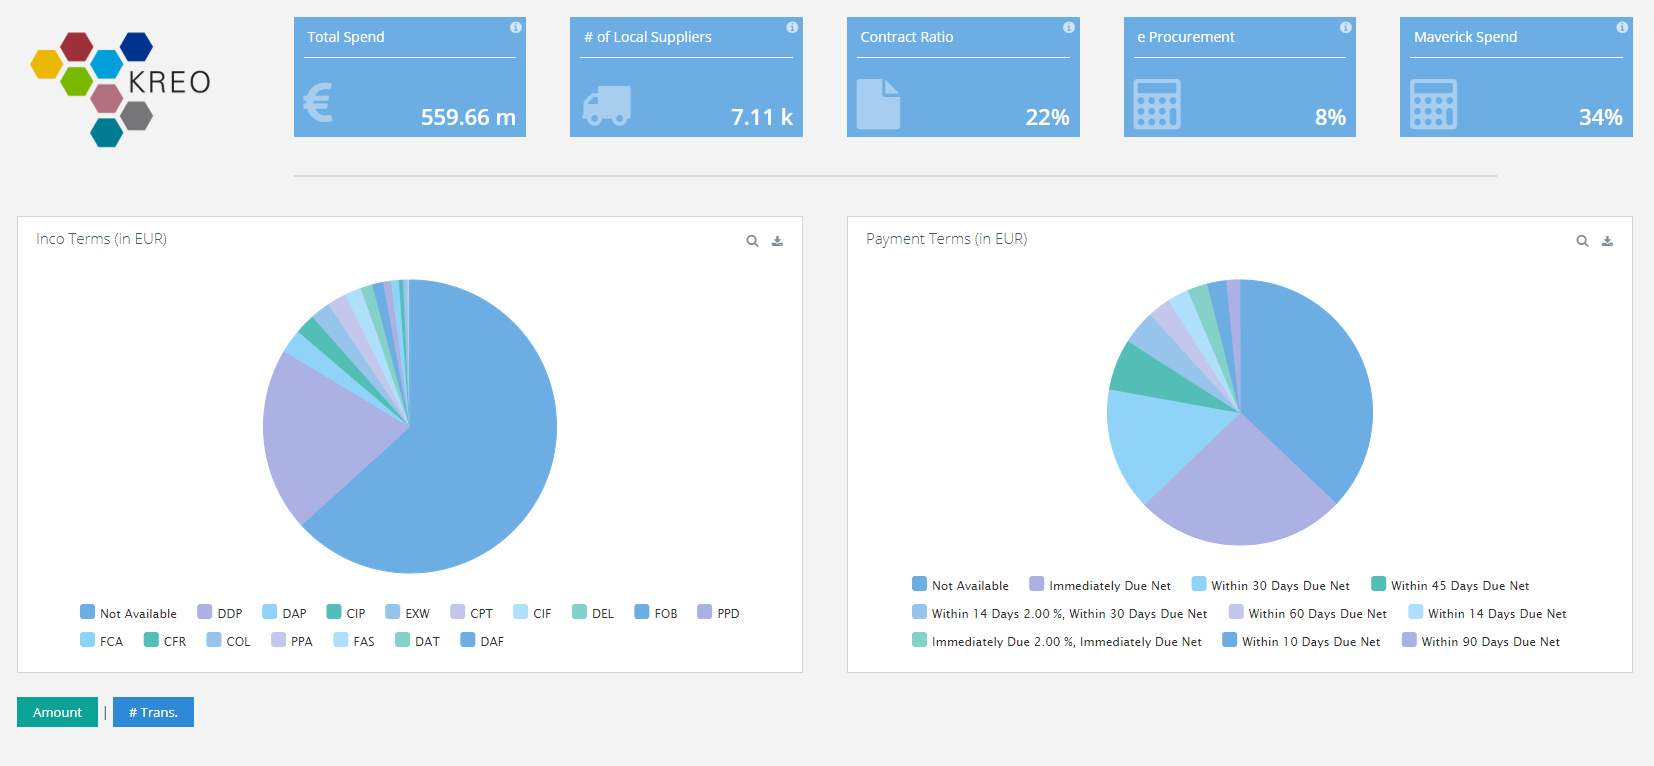 KREO
Total Spend
€
559.66 m
# of Local Suppliers
7.11 k
Contract Ratio
22%
e Procurement
8%
Maverick Spend
34%
Inco Terms (in EUR)
Not Available DDP DAP CIP EXW CPT CIF DEL FOB PPD
FCA CFR COL PPA FAS DAT DAF
Payment Terms (in EUR)
Not Available Immediately Due Net Within 30 Days Due Net Within 45 Days Due Net
Within 14 Days 2.00 %, Within 30 Days Due Net Within 60 Days Due Net Within 14 Days Due Net
Immediately Due 2.00 %, Immediately Due Net Within 10 Days Due Net Within 90 Days Due Net
Amount | # Trans.